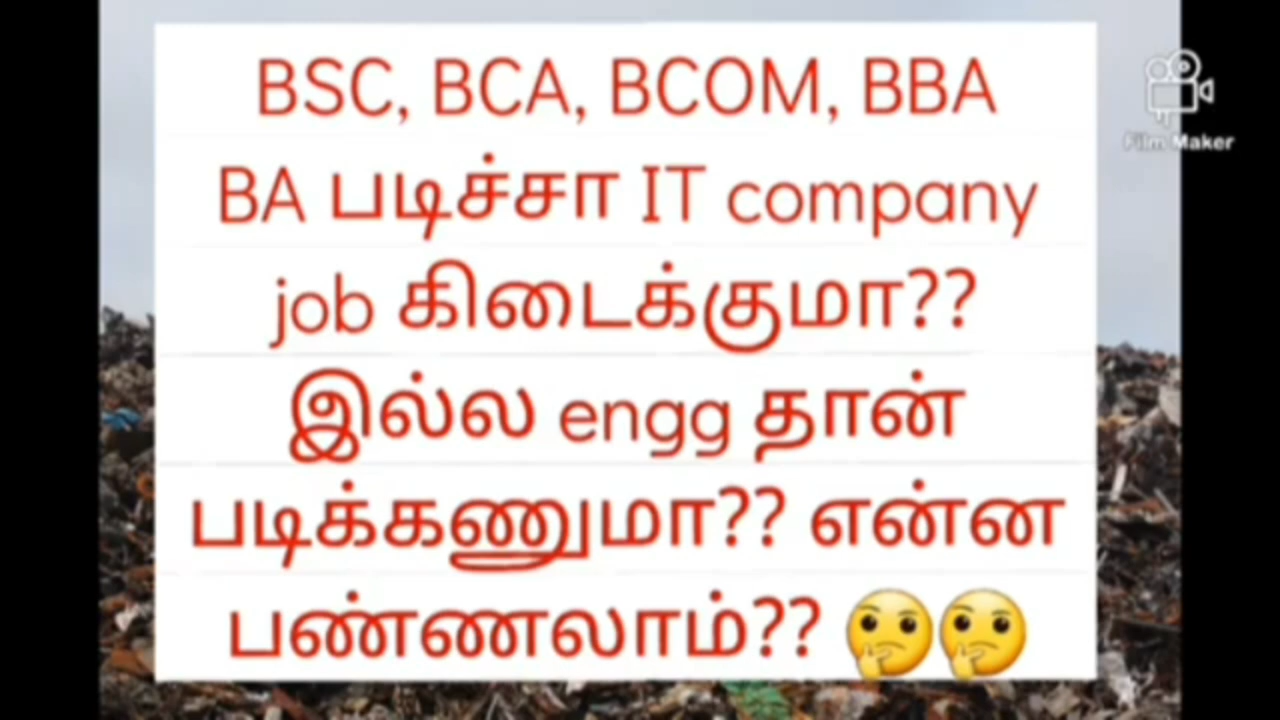 BSC, BCA, BCOM, BBA
BA படிச்சா IT company
job கிடைக்குமா??
இல்ல engg தான்
படிக்கணுமா?? என்ன
பண்ணலாம்?? 🤔🤔
Film Maker